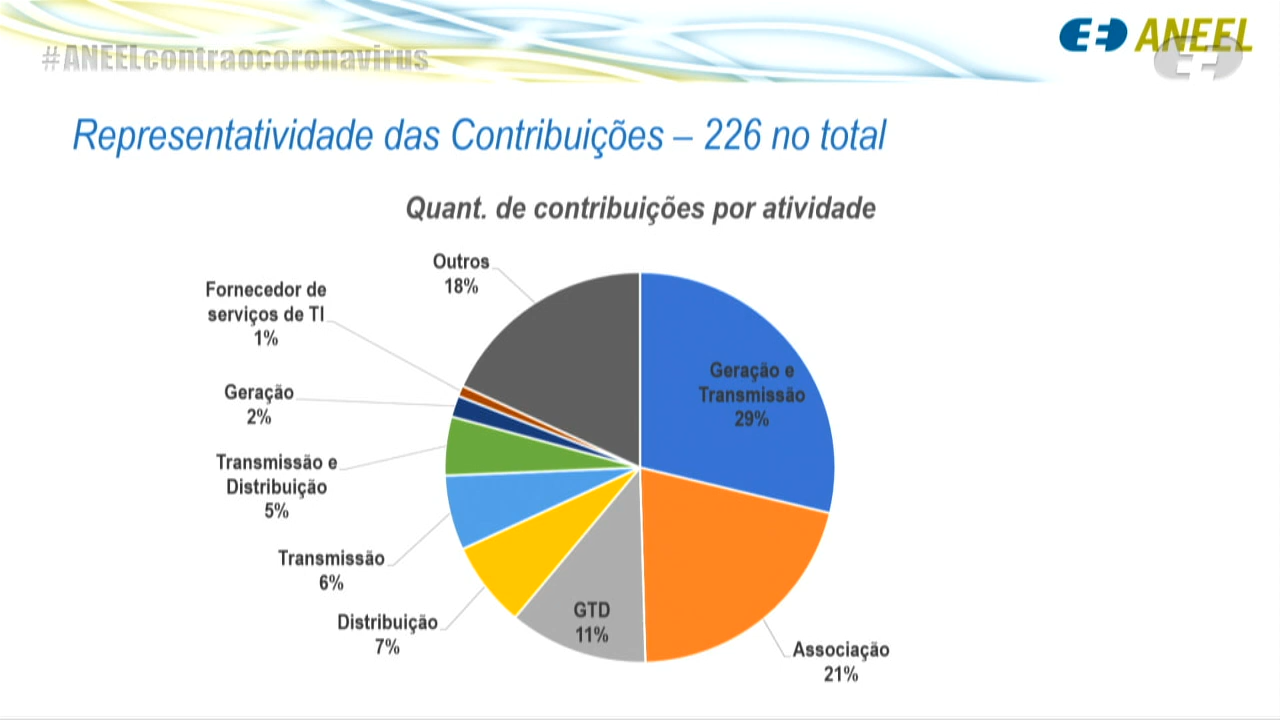 #ANEELcontraocoronavirus
ANEEL
Representatividade das Contribuições – 226 no total
Quant. de contribuições por atividade
Outros
18%
Fornecedor de
serviços de TI
1%
Geração
2%
Transmissão e
Distribuição
5%
Transmissão
6%
Distribuição
7%
GTD
11%
Geração e
Transmissão
29%
Associação
21%